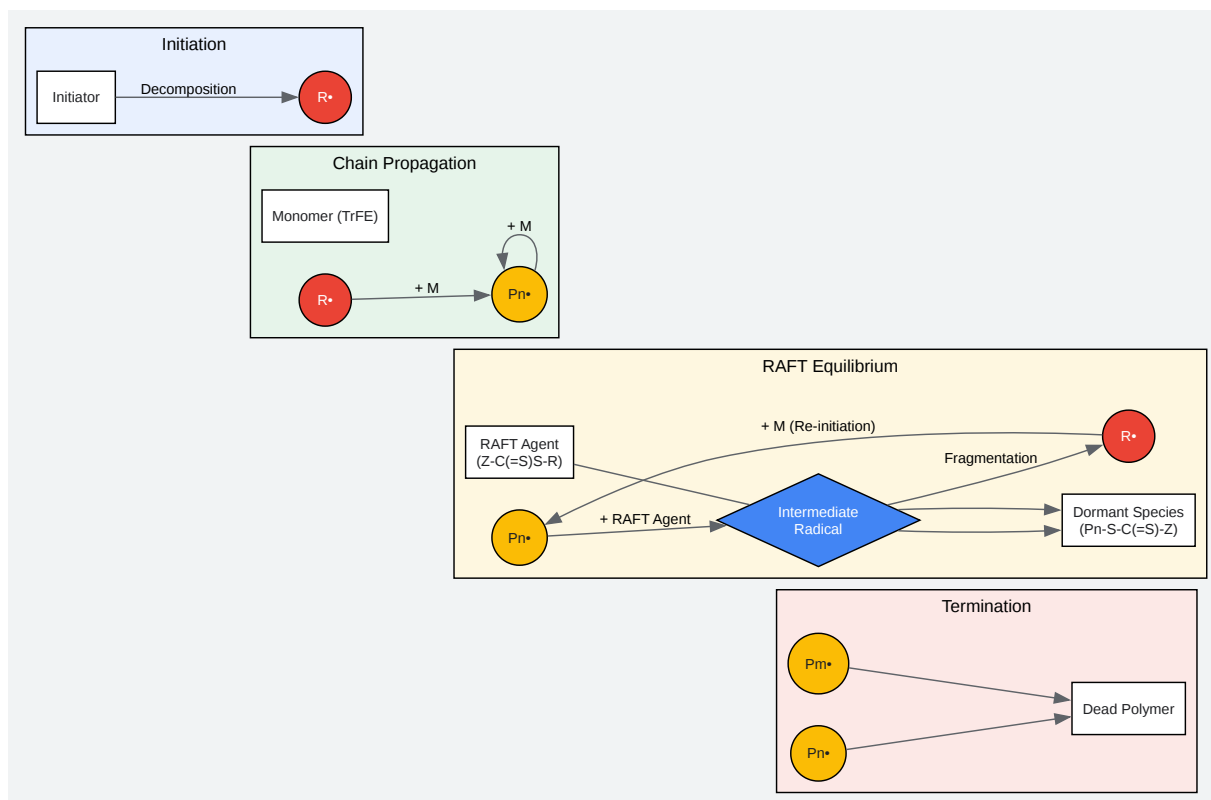 Initiation
Initiator
Decomposition
R•
Chain Propagation
Monomer (TrFE)
+ M
R•
+ M
Pn•
RAFT Equilibrium
RAFT Agent
(Z-C(=S)S-R)
+ M (Re-initiation)
R•
Fragmentation
Pn•
+ RAFT Agent
Intermediate
Radical
Dormant Species
(Pn-S-C(=S)-Z)
Termination
Pm•
Dead Polymer
Pn•